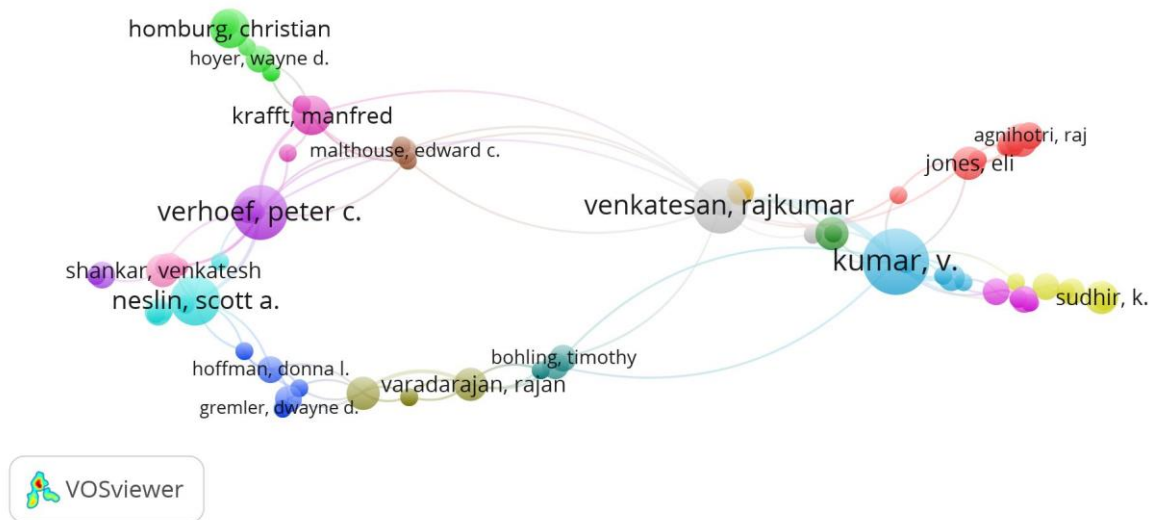 homburg, christian
hoyer, wayne d.
krafft, manfred
malthouse, edward c.
agnihotri, raj
jones, eli
verhoef, peter c.
venkatesan, rajkumar
shankar, venkatesh
kumar, v.
neslin, scott a.
sudhir, k.
bohling, timothy
hoffman, donna l.
varadarajan, rajan
gremler, dwayne d.
VOSviewer